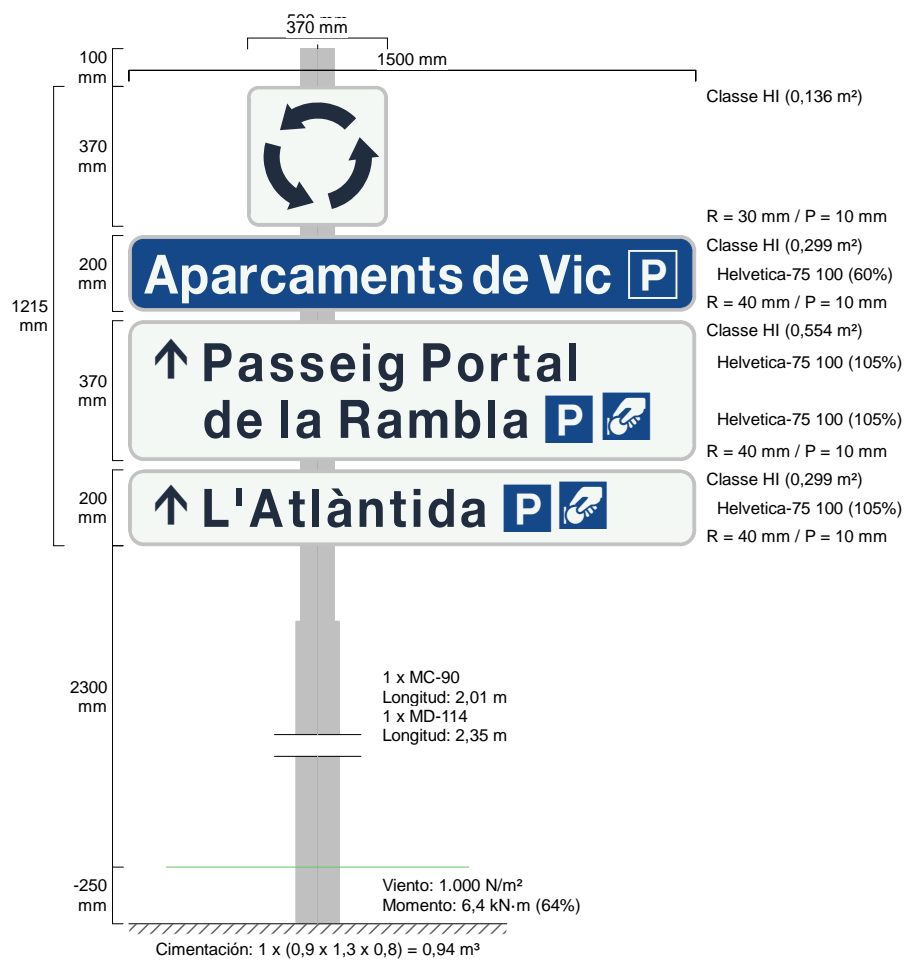 370 mm
100
mm
1500 mm
Classe HI (0,136 m²)
370
mm
R = 30 mm / P = 10 mm
200
mm
Aparcaments de Vic P
Classe HI (0,299 m²)
Helvetica-75 100 (60%)
R = 40 mm / P = 10 mm
1215
mm
370
mm
Passeig Portal
de la Rambla P
Classe HI (0,554 m²)
Helvetica-75 100 (105%)
Helvetica-75 100 (105%)
R = 40 mm / P = 10 mm
200
mm
L'Atlàntida P
Classe HI (0,299 m²)
Helvetica-75 100 (105%)
R = 40 mm / P = 10 mm
2300
mm
1 x MC-90
Longitud: 2,01 m
1 x MD-114
Longitud: 2,35 m
-250
mm
Viento: 1.000 N/m²
Momento: 6,4 kN·m (64%)
Cimentación: 1 x (0,9 x 1,3 x 0,8) = 0,94 m³